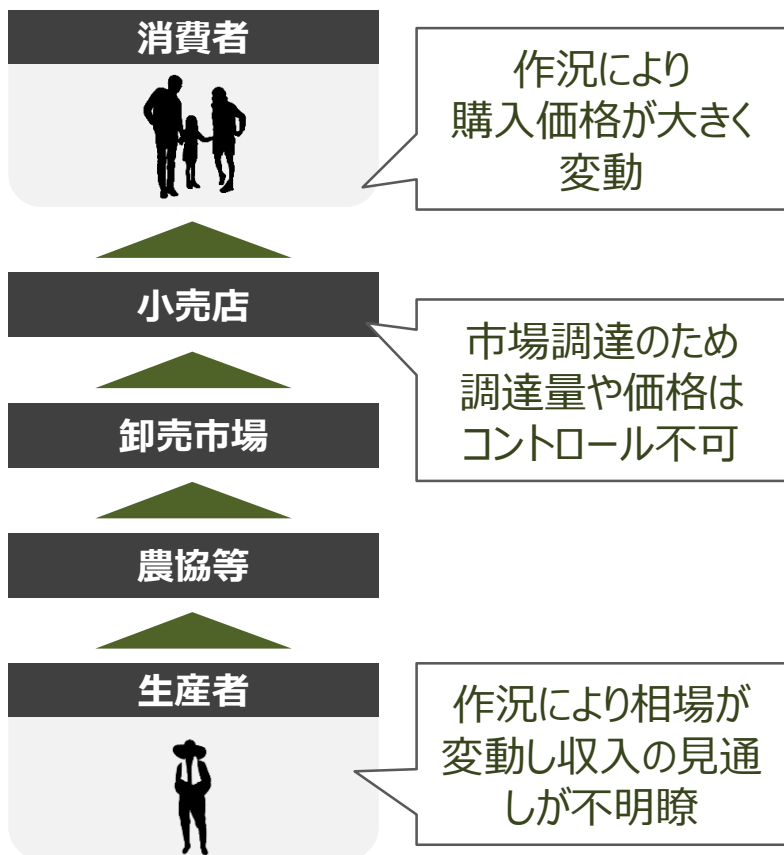 消費者
作況により
購入価格が大きく
変動
小売店
市場調達のため
調達量や価格は
コントロール不可
卸売市場
農協等
生産者
作況により相場が
変動し収入の見通
しが不明瞭